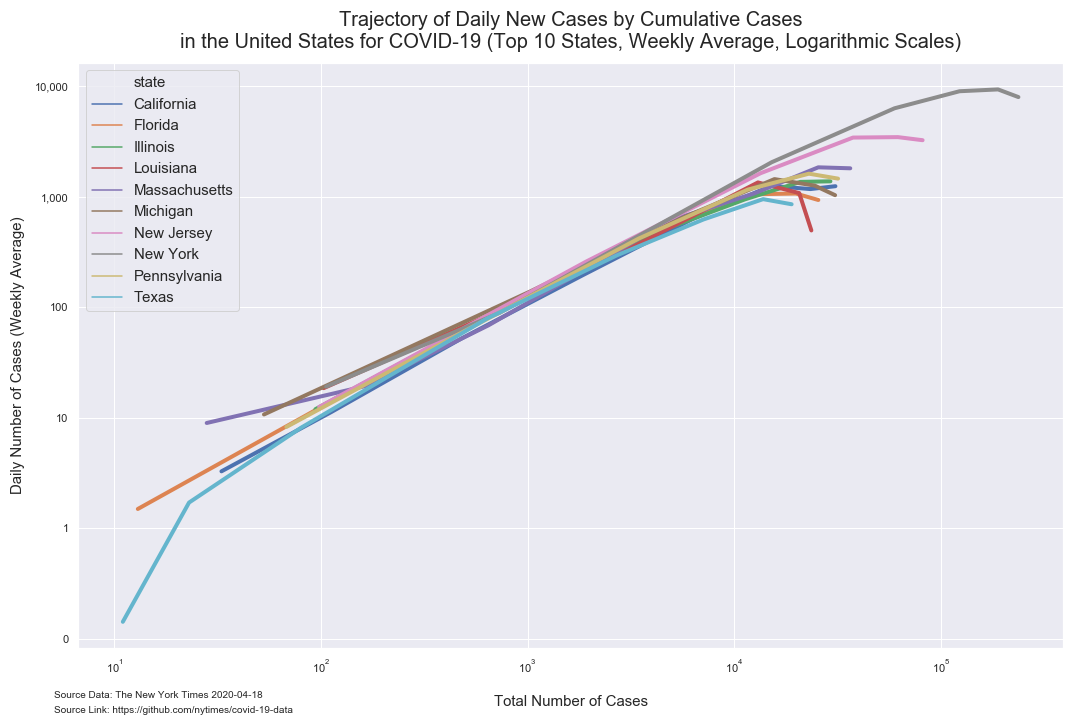 Trajectory of Daily New Cases by Cumulative Cases
in the United States for COVID-19 (Top 10 States, Weekly Average, Logarithmic Scales)
state
California
Florida
Illinois
Louisiana
Massachusetts
Michigan
New Jersey
New York
Pennsylvania
Texas
Daily Number of Cases (Weekly Average)
10,000
1,000
100
10
1
0
10¹
10²
10³
10⁴
10⁵
Total Number of Cases
Source Data: The New York Times 2020-04-18
Source Link: https://github.com/nytimes/covid-19-data